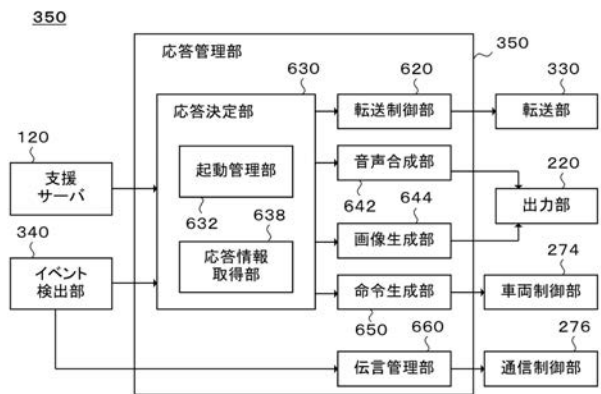 350
応答管理部
350
630
620
330
応答決定部
転送制御部
転送部
120
支援
サーバ
起動管理部
632
音声合成部
642
644
220
出力部
638
画像生成部
応答情報
取得部
340
イベント
検出部
274
命令生成部
車両制御部
650
660
276
伝言管理部
通信制御部